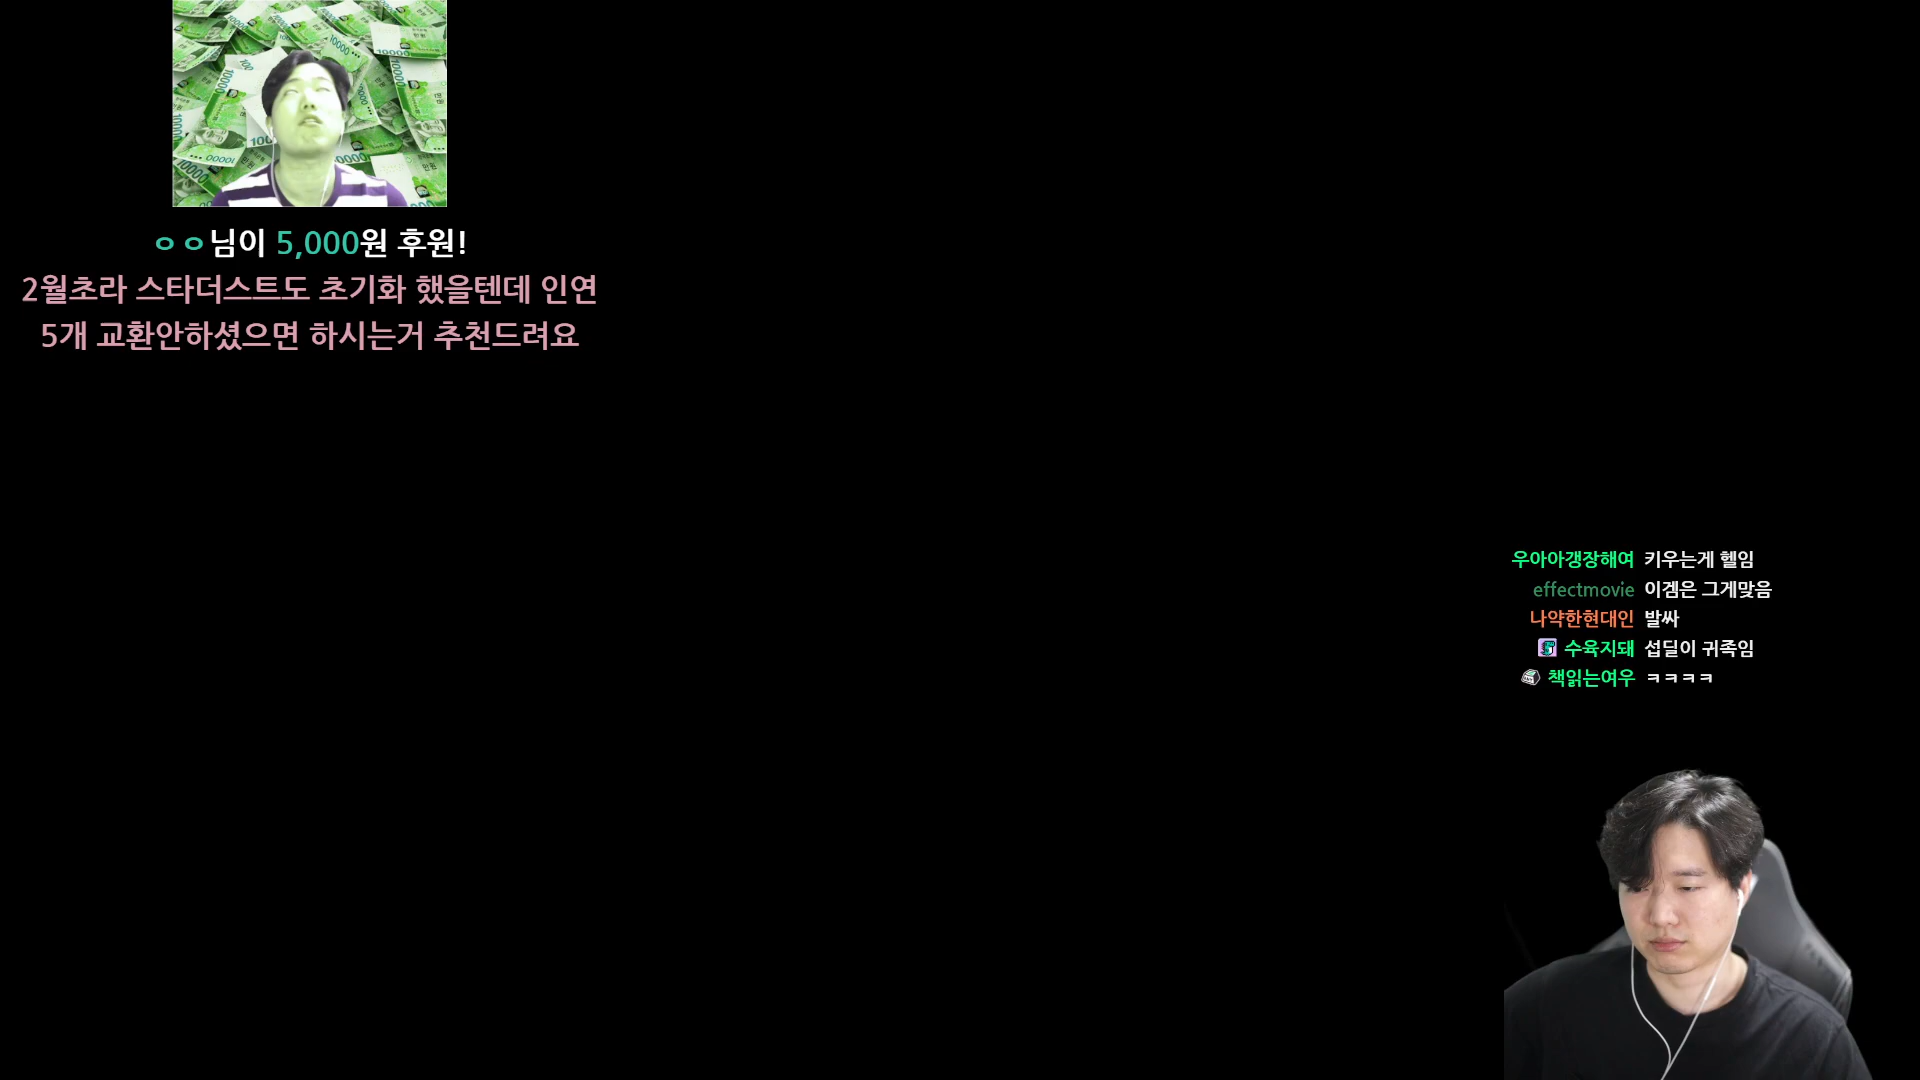 ㅇㅇ님이 5,000원 후원!
2월초라 스타더스트도 초기화 했을텐데 인연
5개 교환안하셨으면 하시는거 추천드려요
우아아갱장해여 키우는게 헬임
effectmovie 이겜은 그게맞음
나약한현대인 발싸
수육지돼 섭딜이 귀족임
책읽는여우 ㅋㅋㅋㅋ